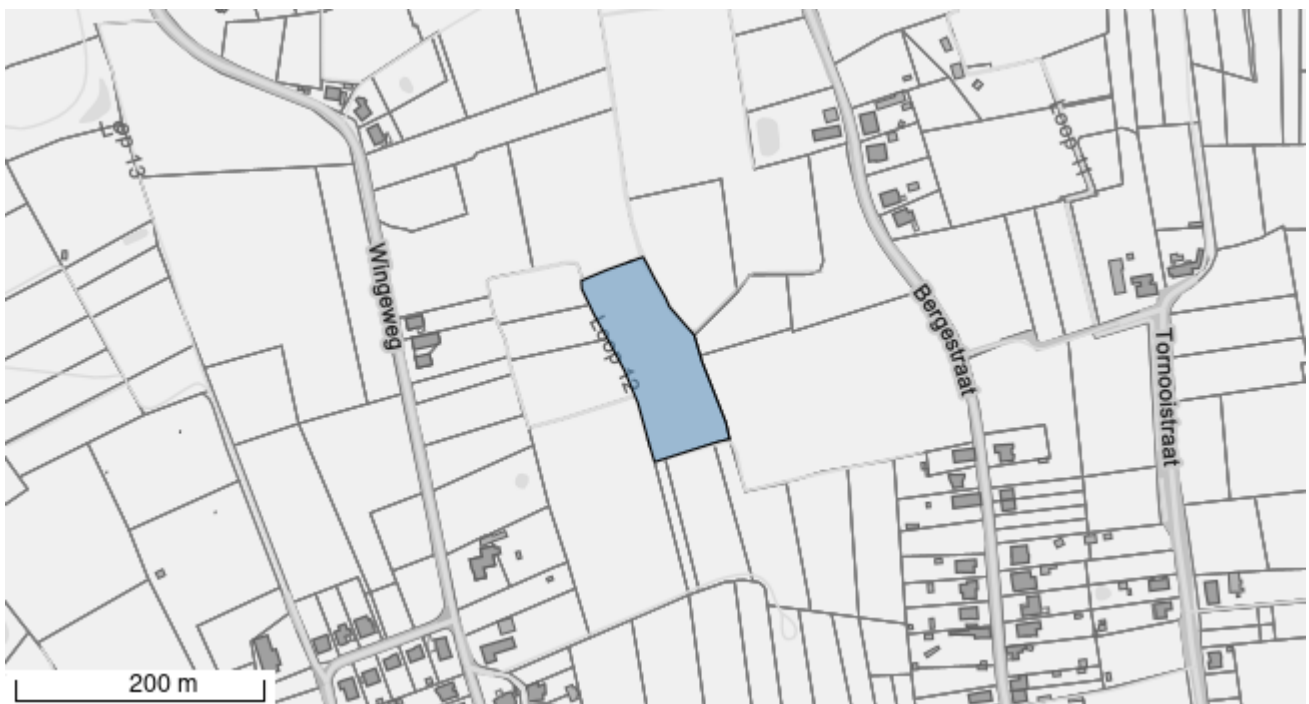 Loop 13
Loop 11
Wingeweg
Bergestraat
Loop 12
Tornooistraat
200 m